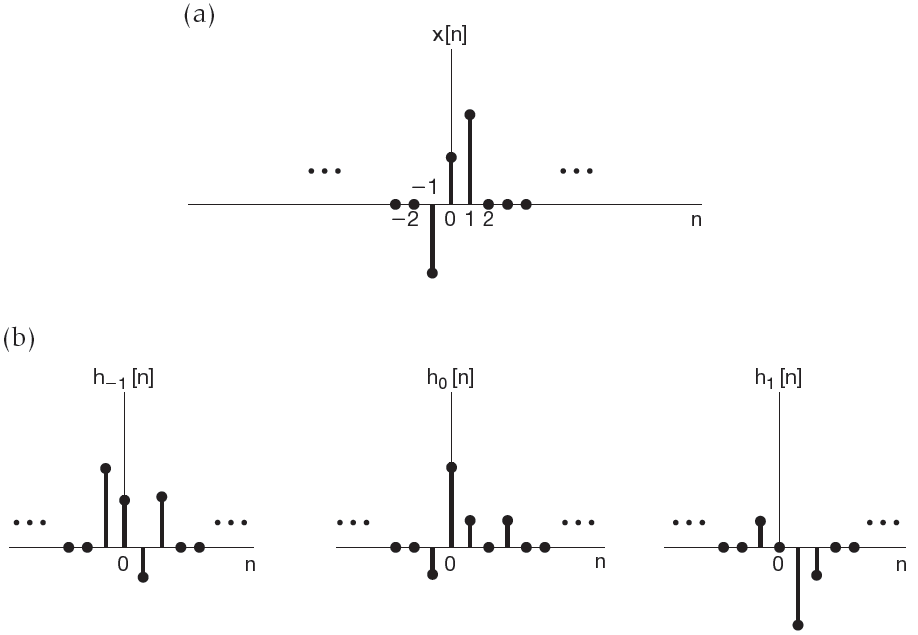 (a)
x[n]
• • •
• • •
−1
−2 0 1 2 n
(b)
h−1 [n] h0 [n] h1 [n]
• • • • • • • • • • • • • • • • • •
0 n 0 n 0 n